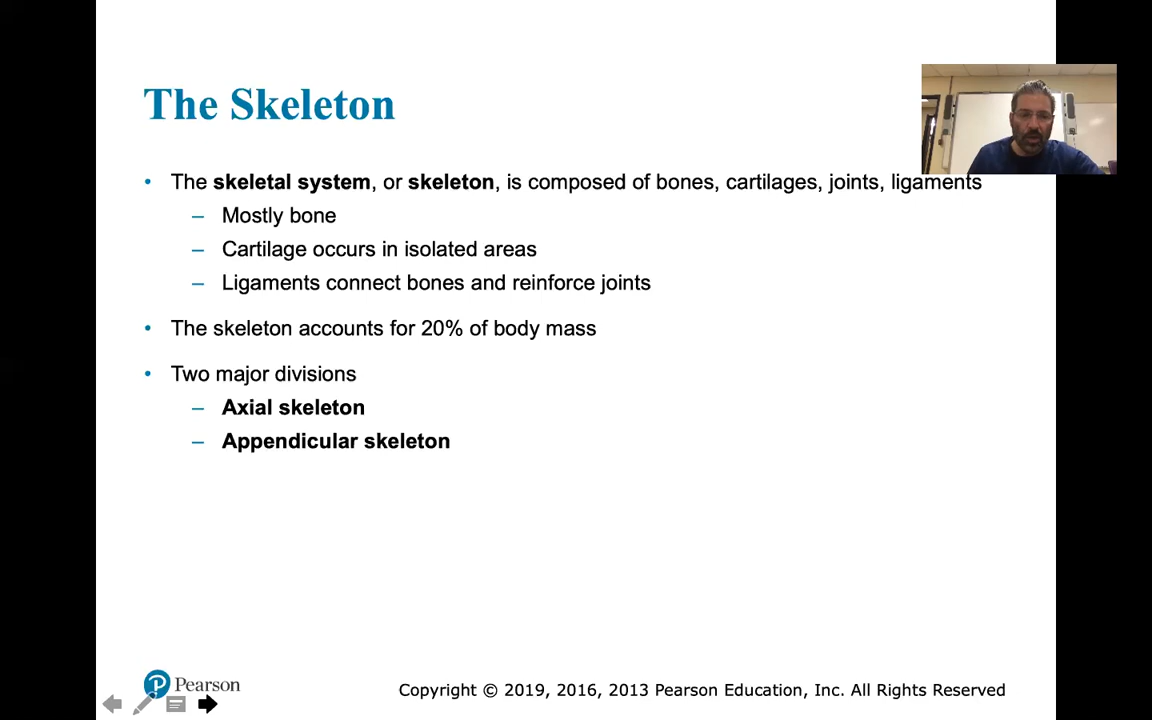 The Skeleton
• The skeletal system, or skeleton, is composed of bones, cartilages, joints, ligaments
– Mostly bone
– Cartilage occurs in isolated areas
– Ligaments connect bones and reinforce joints
• The skeleton accounts for 20% of body mass
• Two major divisions
– Axial skeleton
– Appendicular skeleton
P Pearson
Copyright © 2019, 2016, 2013 Pearson Education, Inc. All Rights Reserved